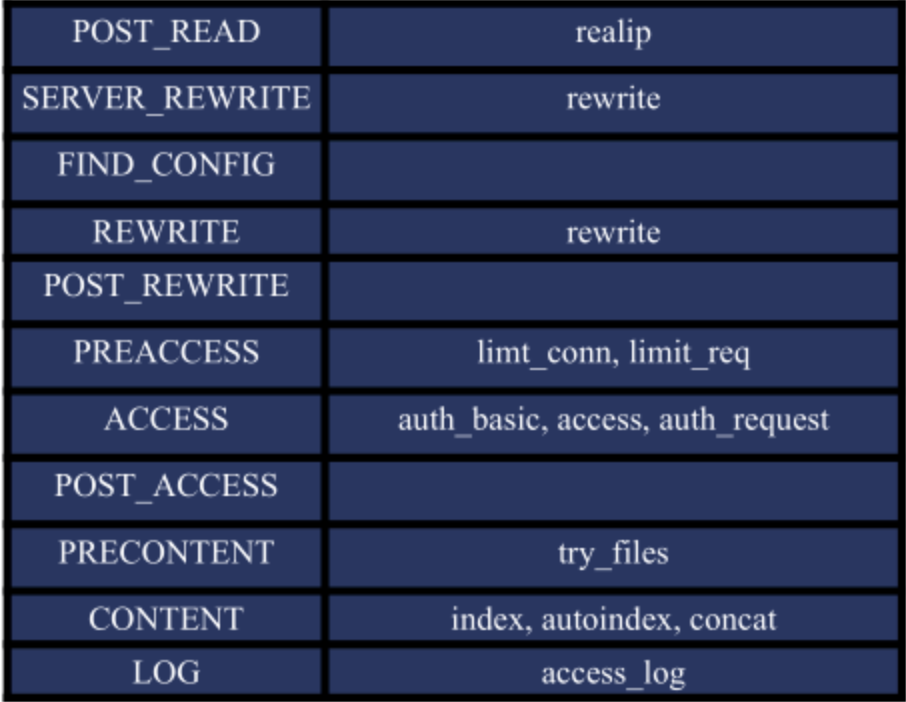 POST_READ realip
SERVER_REWRITE rewrite
FIND_CONFIG
REWRITE rewrite
POST_REWRITE
PREACCESS limt_conn, limit_req
ACCESS auth_basic, access, auth_request
POST_ACCESS
PRECONTENT try_files
CONTENT index, autoindex, concat
LOG access_log